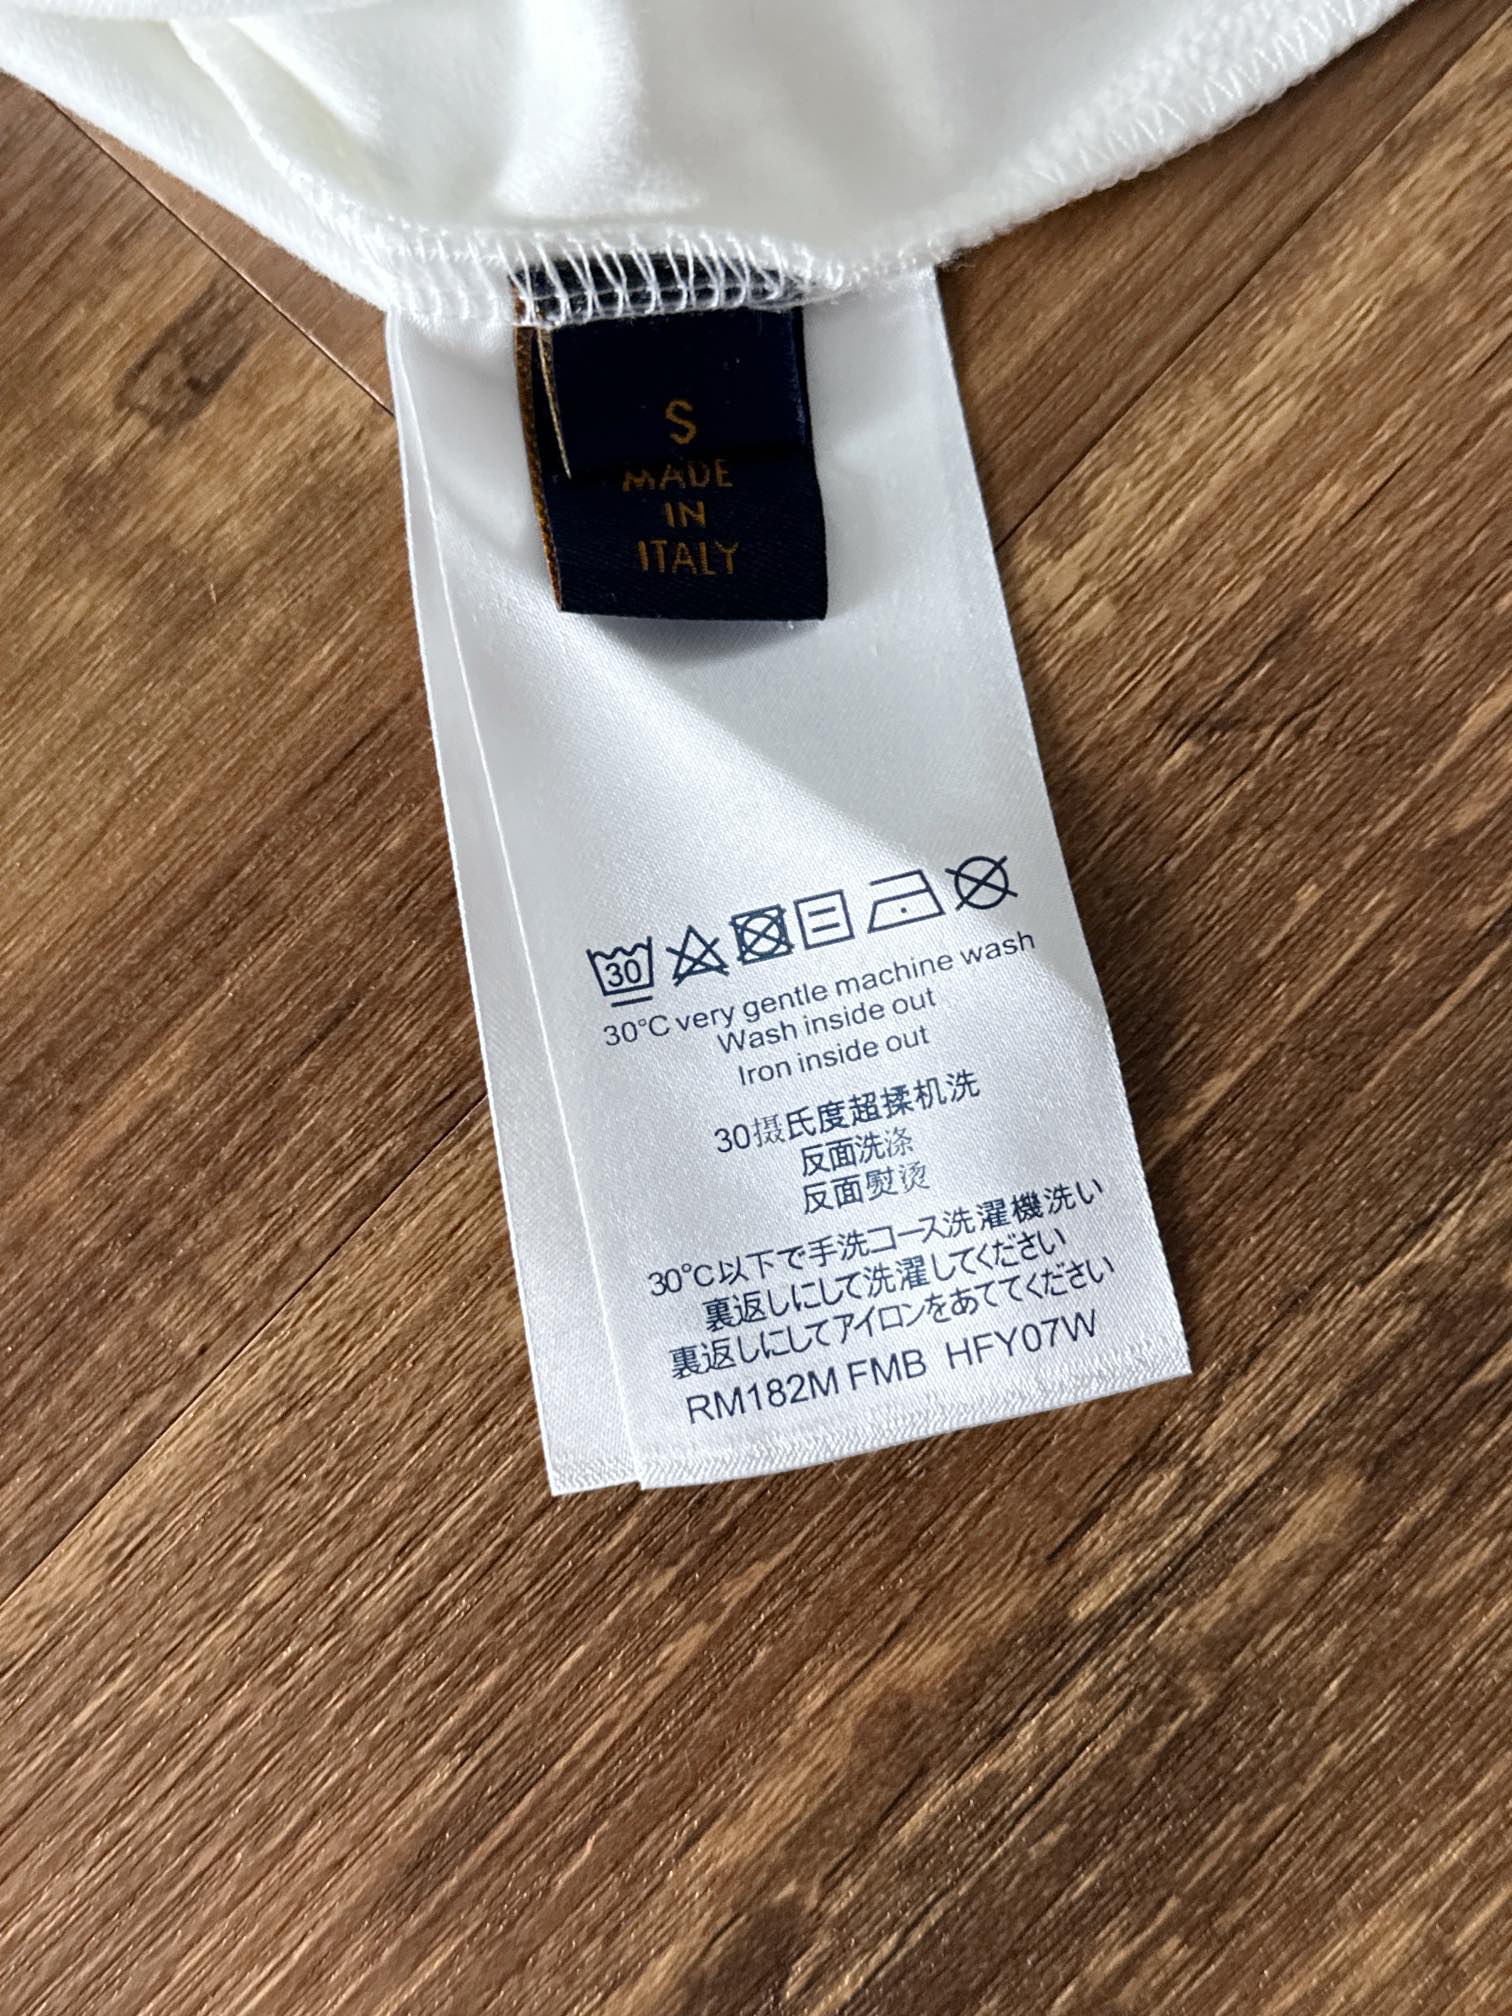 S
MADE
IN
ITALY
30
30°C very gentle machine wash
Wash inside out
Iron inside out
30摄氏度超揉机洗
反面洗涤
反面熨烫
30°C以下で手洗コース洗濯機洗い
裏返しにして洗濯してください
裏返しにしてアイロンをあててください
RM182M FMB HFY07W